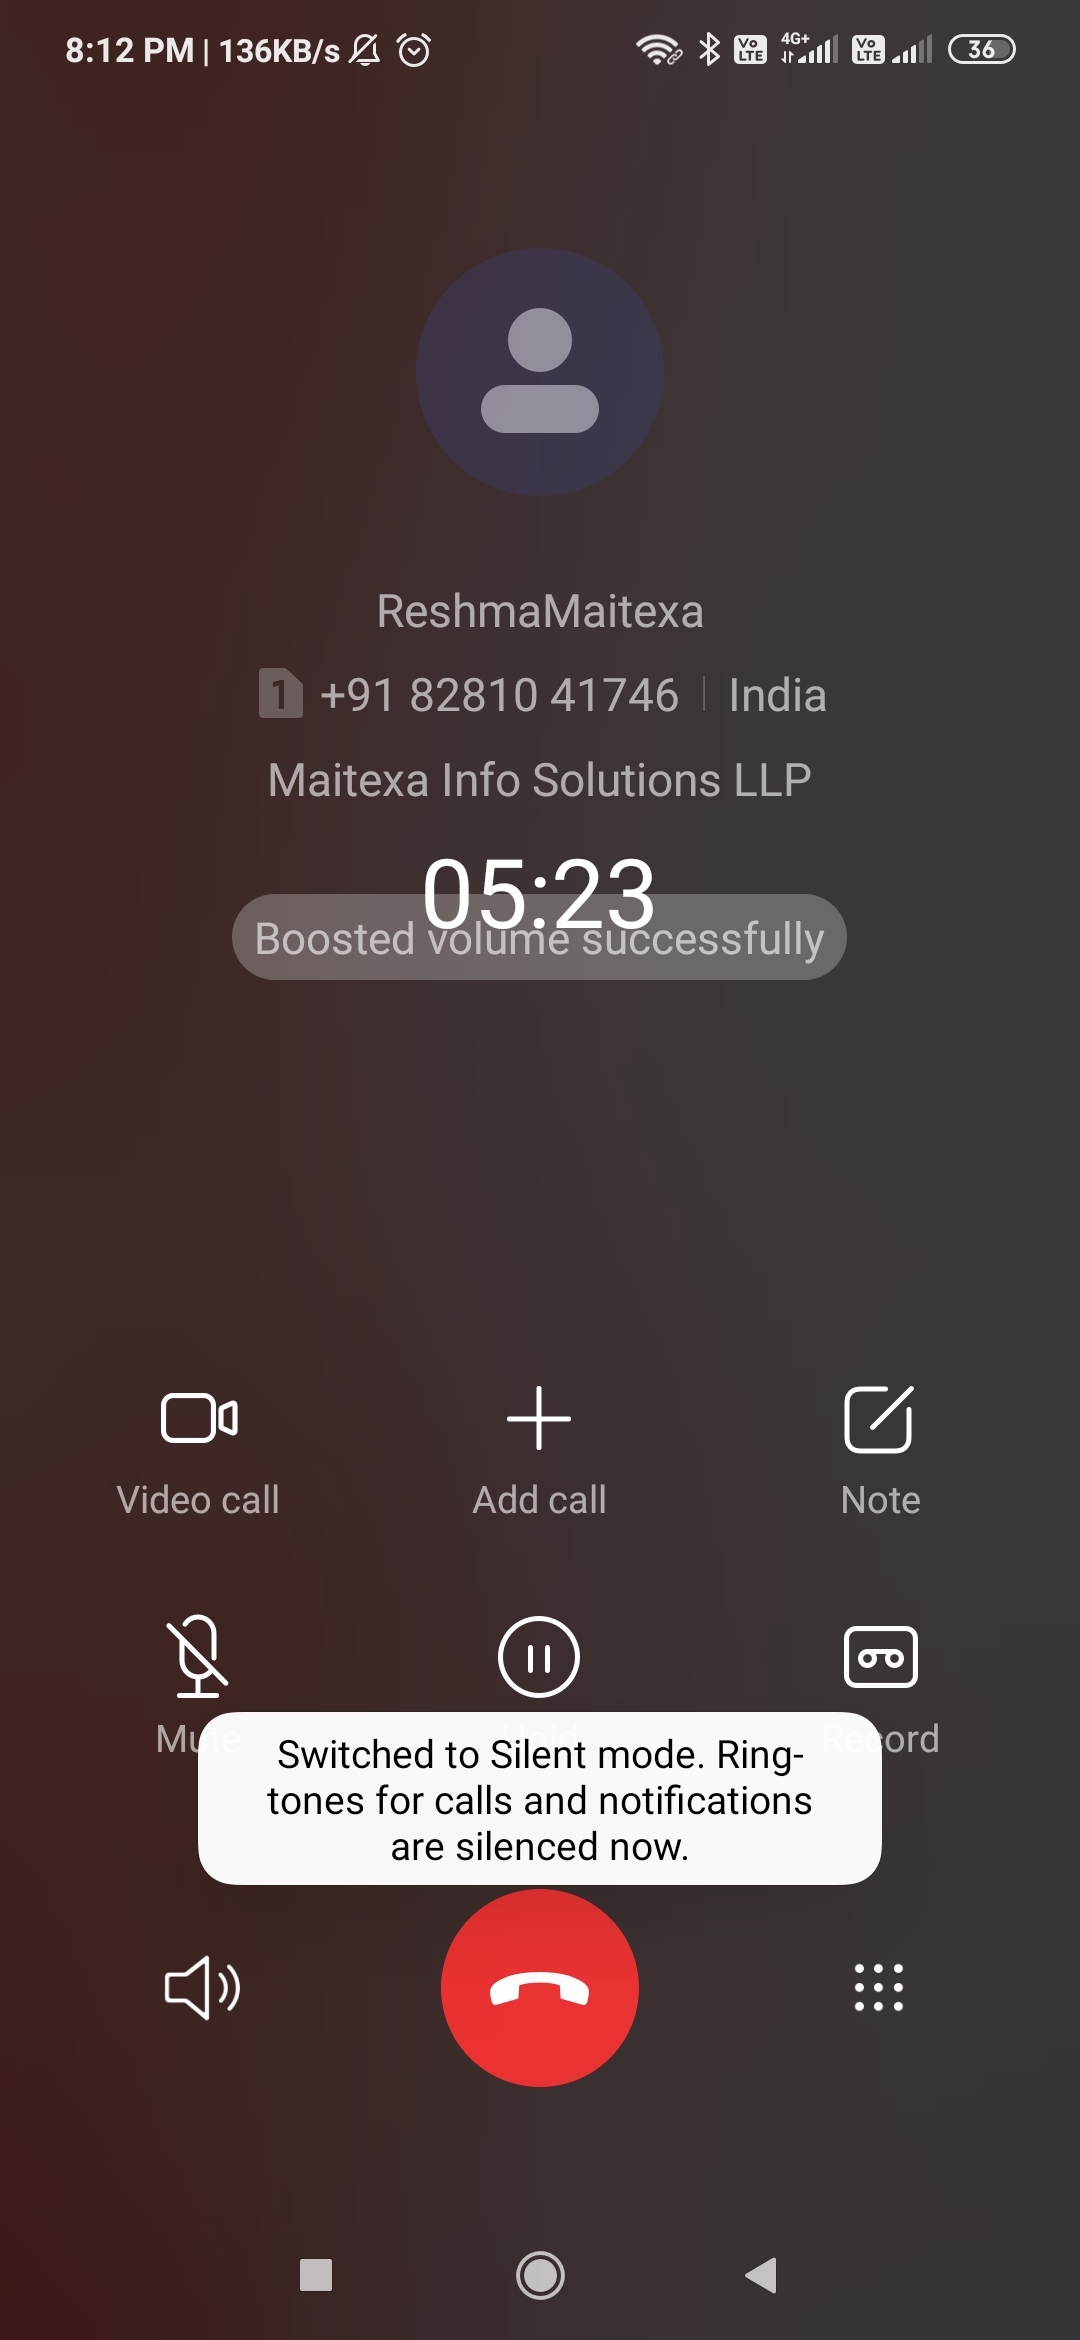 8:12 PM | 136KB/s
Vo LTE 4G+ Vo LTE 36
ReshmaMaitexa
1 +91 82810 41746 | India
Maitexa Info Solutions LLP
05:23
Boosted volume successfully
Video call Add call Note
Mute Hold Record
Switched to Silent mode. Ring-
tones for calls and notifications
are silenced now.